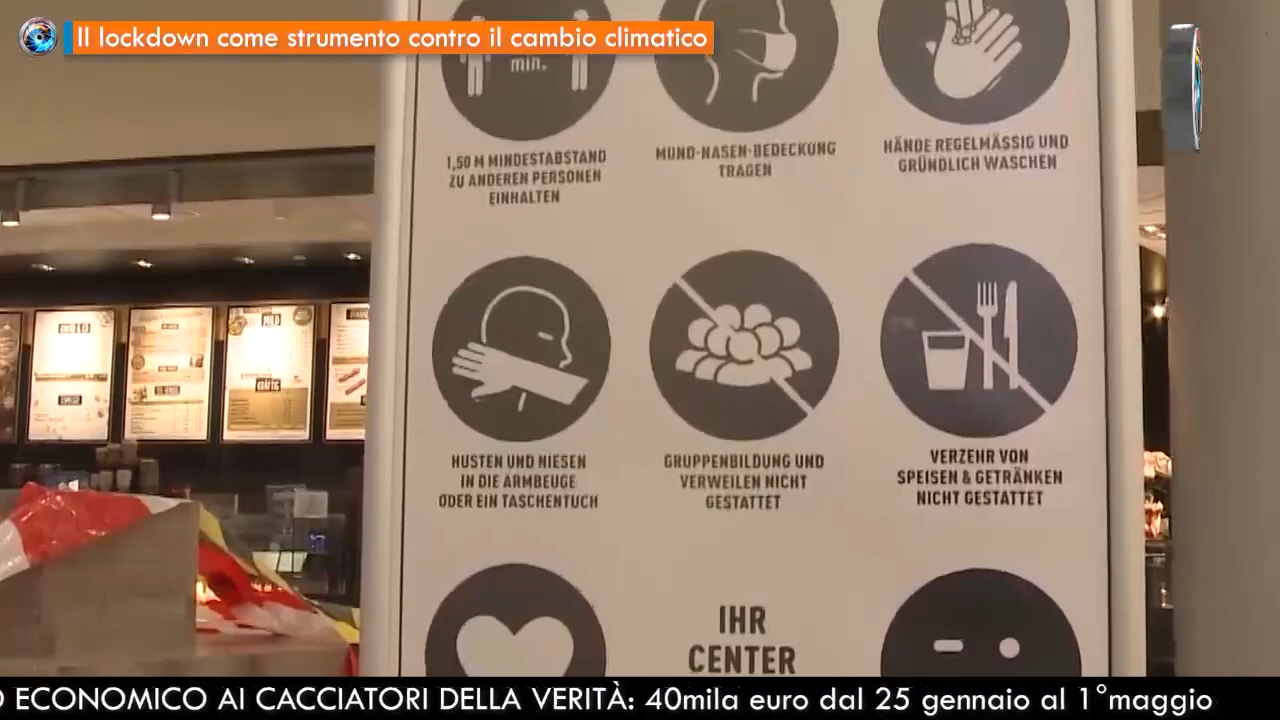 Il lockdown come strumento contro il cambio climatico
min.
1,50 M MINDESTABSTAND
ZU ANDEREN PERSONEN
EINHALTEN
MUND-NASEN-BEDECKUNG
TRAGEN
HÄNDE REGELMÄSSIG UND
GRÜNDLICH WASCHEN
HUSTEN UND NIESEN
IN DIE ARMBEUGE
ODER EIN TASCHENTUCH
GRUPPENBILDUNG UND
VERWEILEN NICHT
GESTATTET
VERZEHR VON
SPEISEN & GETRÄNKEN
NICHT GESTATTET
IHR
CENTER
ECONOMICO AI CACCIATORI DELLA VERITÀ: 40mila euro dal 25 gennaio al 1°maggio